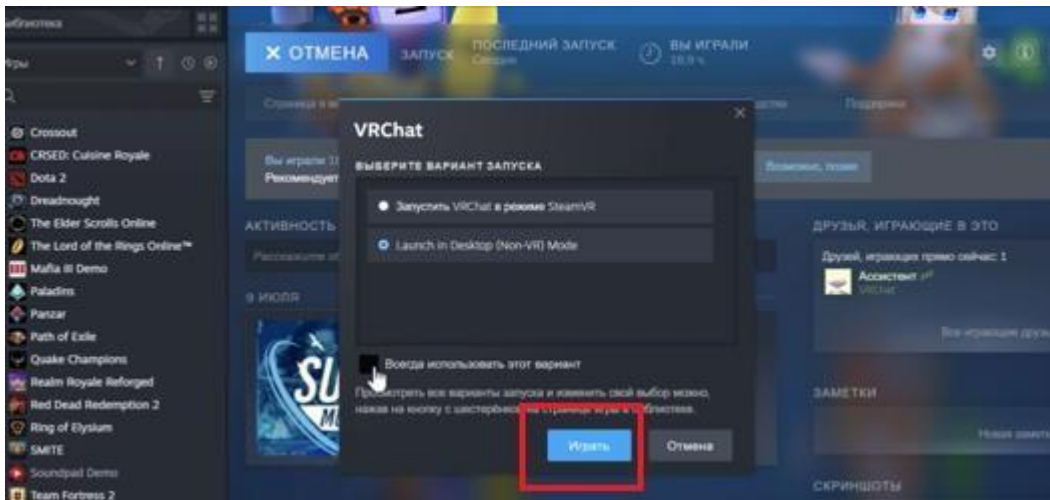 Библиотека
Игры
Crossout
CRSED: Cuisine Royale
Dota 2
Dreadnought
The Elder Scrolls Online
The Lord of the Rings Online™
Mafia III Demo
Paladins
Panzar
Path of Exile
Quake Champions
Realm Royale Reforged
Red Dead Redemption 2
Ring of Elysium
SMITE
Soundpad Demo
Team Fortress 2
X ОТМЕНА
ЗАПУСК
ПОСЛЕДНИЙ ЗАПУСК
Сегодня
ВЫ ИГРАЛИ
Страница в
Поддержка
Вы играли
Рекомендует
Возможно, позже
АКТИВНОСТЬ
Расскажите
9 ИЮЛЯ
VRChat
ВЫБЕРИТЕ ВАРИАНТ ЗАПУСКА
Запустить VRChat в режиме SteamVR
Launch in Desktop (Non-VR) Mode
Всегда использовать этот вариант
Просмотреть все варианты запуска и изменить свой выбор можно,
нажав на кнопку с шестерёнкой на странице игры в библиотеке.
Играть
Отмена
ДРУЗЬЯ, ИГРАЮЩИЕ В ЭТО
Друзей, играющих прямо сейчас: 1
Ассистент
VRChat
Все играющие
ЗАМЕТКИ
Новая
СКРИНШОТЫ